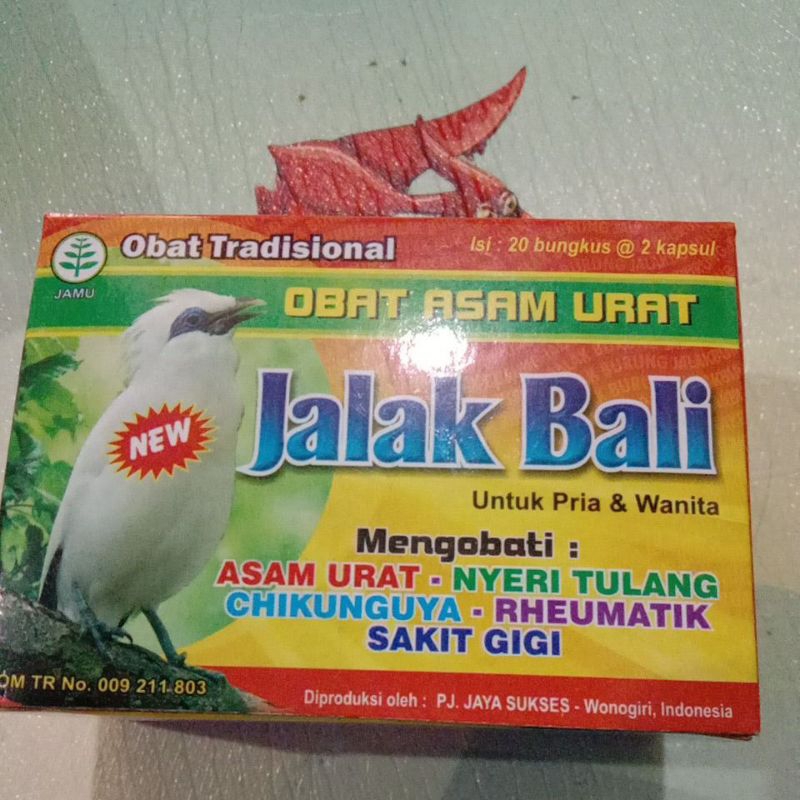 Obat Tradisional
Isi : 20 bungkus @ 2 kapsul
JAMU
OBAT ASAM URAT
Jalak Bali
NEW
Untuk Pria & Wanita
Mengobati :
ASAM URAT - NYERI TULANG
CHIKUNGUYA - RHEUMATIK
SAKIT GIGI
OM TR No. 009 211 803
Diproduksi oleh : PJ. JAYA SUKSES - Wonogiri, Indonesia